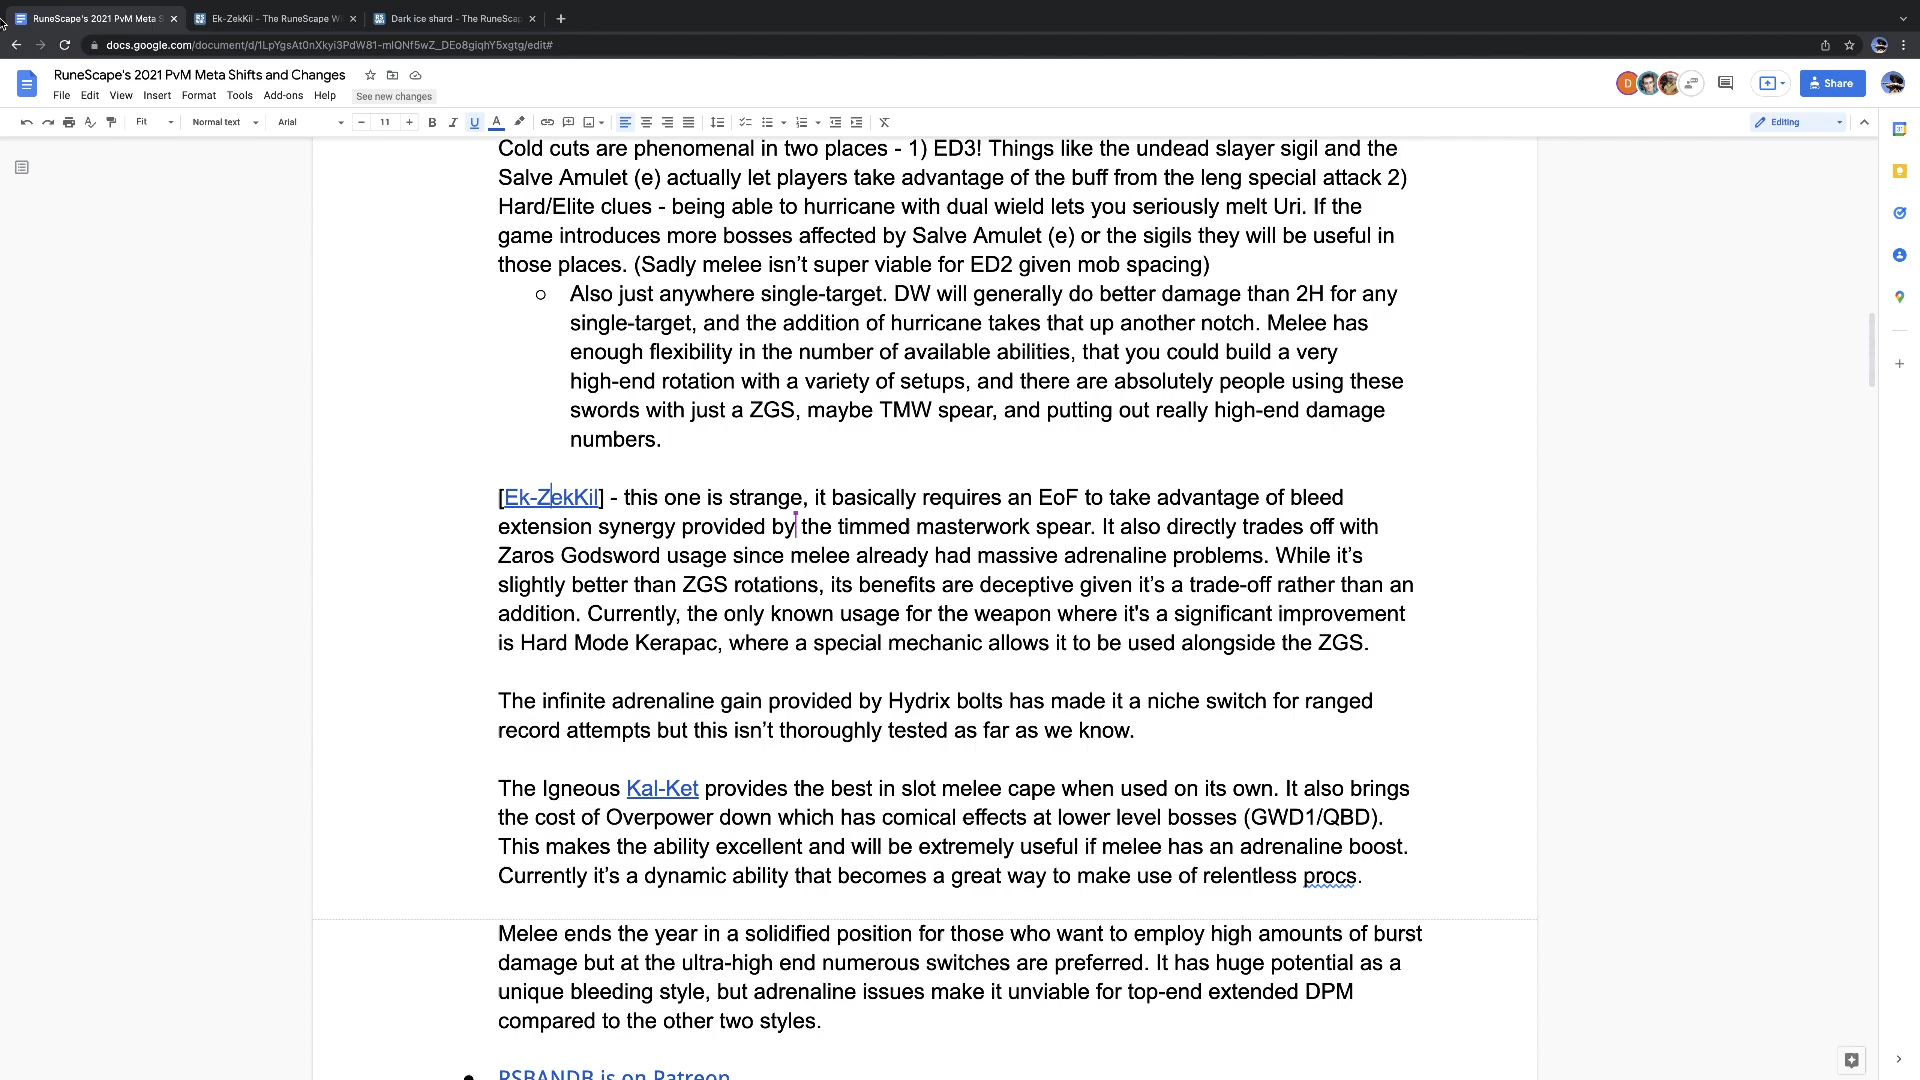 RuneScape's 2021 PvM Meta S
Ek-ZekKil - The RuneScape Wi
Dark ice shard - The RuneScap
docs.google.com/document/d/1LpYgsAt0nXkyi3PdW81-mlQNf5wZ_DEo8giqhY5xgtg/edit#
RuneScape's 2021 PvM Meta Shifts and Changes
D
Share
File Edit View Insert Format Tools Add-ons Help See new changes
Fit Normal text Arial 11 B I U A Editing
Cold cuts are phenomenal in two places - 1) ED3! Things like the undead slayer sigil and the
Salve Amulet (e) actually let players take advantage of the buff from the leng special attack 2)
Hard/Elite clues - being able to hurricane with dual wield lets you seriously melt Uri. If the
game introduces more bosses affected by Salve Amulet (e) or the sigils they will be useful in
those places. (Sadly melee isn’t super viable for ED2 given mob spacing)
Also just anywhere single-target. DW will generally do better damage than 2H for any
single-target, and the addition of hurricane takes that up another notch. Melee has
enough flexibility in the number of available abilities, that you could build a very
high-end rotation with a variety of setups, and there are absolutely people using these
swords with just a ZGS, maybe TMW spear, and putting out really high-end damage
numbers.
[Ek-ZekKil] - this one is strange, it basically requires an EoF to take advantage of bleed
extension synergy provided by the timmed masterwork spear. It also directly trades off with
Zaros Godsword usage since melee already had massive adrenaline problems. While it’s
slightly better than ZGS rotations, its benefits are deceptive given it’s a trade-off rather than an
addition. Currently, the only known usage for the weapon where it's a significant improvement
is Hard Mode Kerapac, where a special mechanic allows it to be used alongside the ZGS.
The infinite adrenaline gain provided by Hydrix bolts has made it a niche switch for ranged
record attempts but this isn’t thoroughly tested as far as we know.
The Igneous Kal-Ket provides the best in slot melee cape when used on its own. It also brings
the cost of Overpower down which has comical effects at lower level bosses (GWD1/QBD).
This makes the ability excellent and will be extremely useful if melee has an adrenaline boost.
Currently it’s a dynamic ability that becomes a great way to make use of relentless procs.
Melee ends the year in a solidified position for those who want to employ high amounts of burst
damage but at the ultra-high end numerous switches are preferred. It has huge potential as a
unique bleeding style, but adrenaline issues make it unviable for top-end extended DPM
compared to the other two styles.
RSBANDB is on Patreon